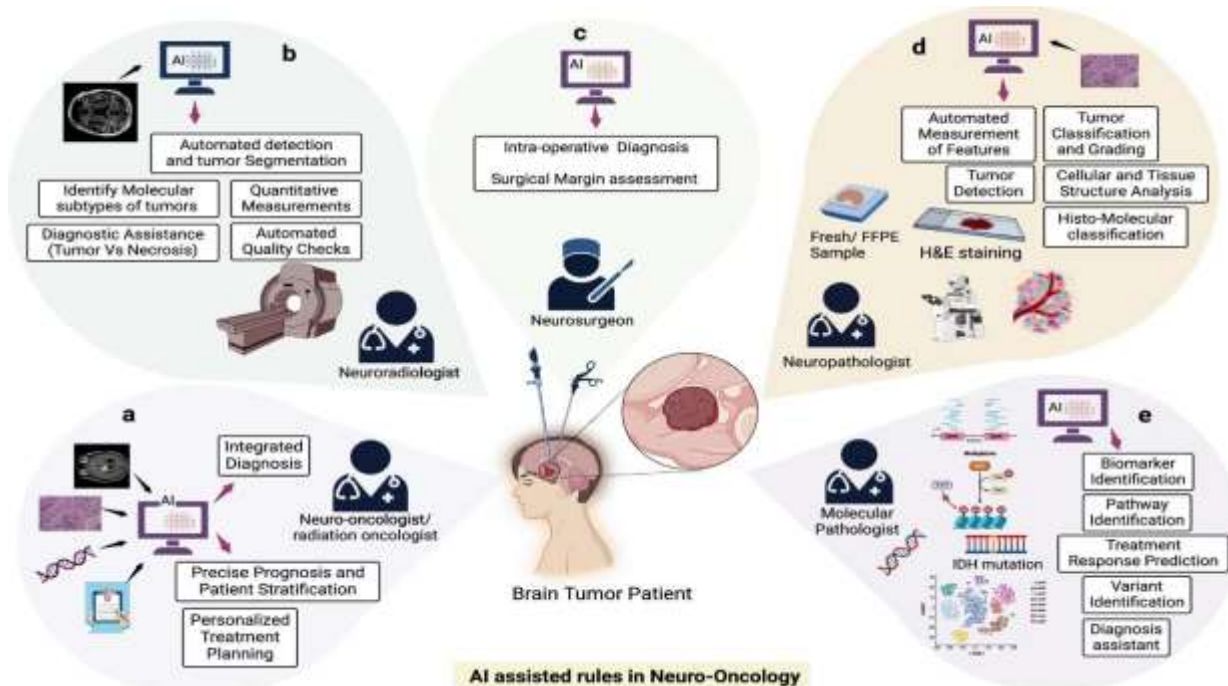 b
AI
Automated detection
and tumor Segmentation
Identify Molecular
subtypes of tumors
Quantitative
Measurements
Diagnostic Assistance
(Tumor Vs Necrosis)
Automated
Quality Checks
Neuroradiologist
c
AI
Intra-operative Diagnosis
Surgical Margin assessment
Neurosurgeon
d
AI
Automated
Measurement
of Features
Tumor
Classification
and Grading
Tumor
Detection
Cellular and Tissue
Structure Analysis
Histo-Molecular
classification
Fresh/ FFPE
Sample
H&E staining
Neuropathologist
a
AI
Integrated
Diagnosis
Neuro-oncologist/
radiation oncologist
Precise Prognosis and
Patient Stratification
Personalized
Treatment
Planning
Brain Tumor Patient
e
AI
Molecular
Pathologist
IDH mutation
Biomarker
Identification
Pathway
Identification
Treatment
Response Prediction
Variant
Identification
Diagnosis
assistant
AI assisted rules in Neuro-Oncology